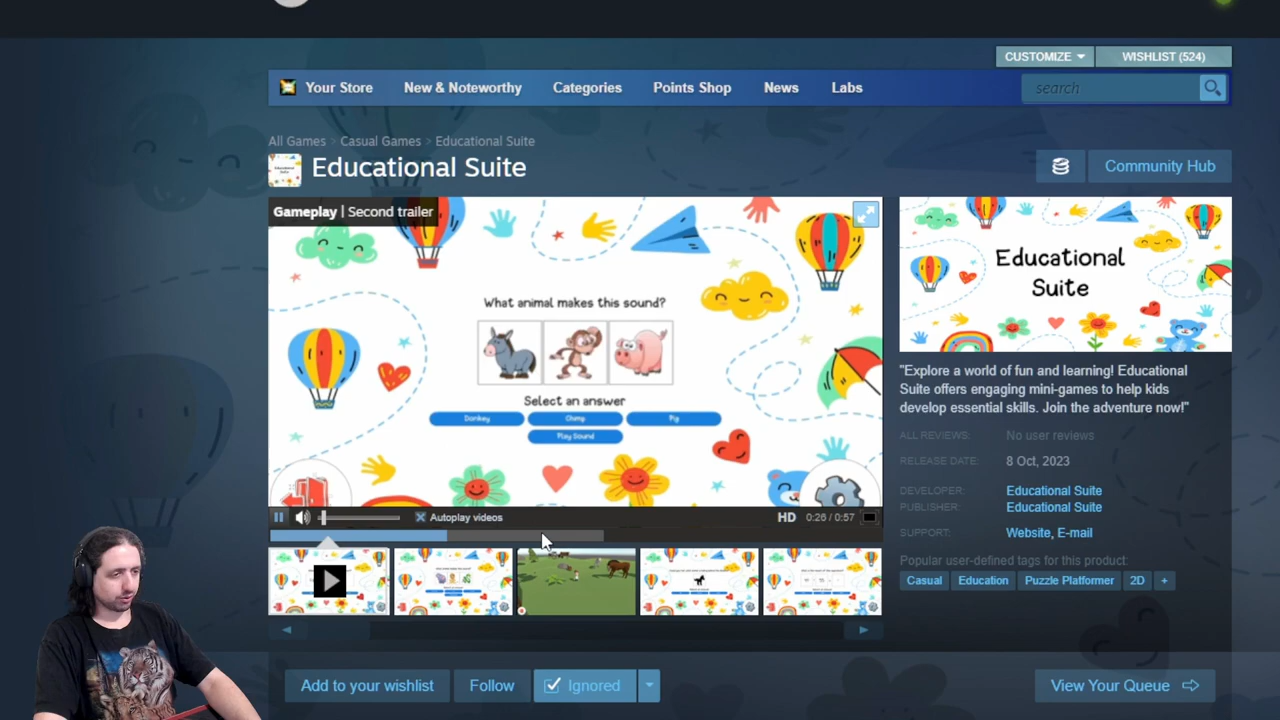 CUSTOMIZE
WISHLIST (524)
Your Store
New & Noteworthy
Categories
Points Shop
News
Labs
search
All Games > Casual Games > Educational Suite
Educational Suite
Community Hub
Gameplay | Second trailer
What animal makes this sound?
Select an answer
Donkey
Chimp
Pig
Play Sound
Autoplay videos
HD
0:26 / 0:57
Educational
Suite
"Explore a world of fun and learning! Educational
Suite offers engaging mini-games to help kids
develop essential skills. Join the adventure now!"
ALL REVIEWS: No user reviews
RELEASE DATE: 8 Oct, 2023
DEVELOPER: Educational Suite
PUBLISHER: Educational Suite
SUPPORT: Website, E-mail
Popular user-defined tags for this product:
Casual
Education
Puzzle Platformer
2D
+
Add to your wishlist
Follow
Ignored
View Your Queue